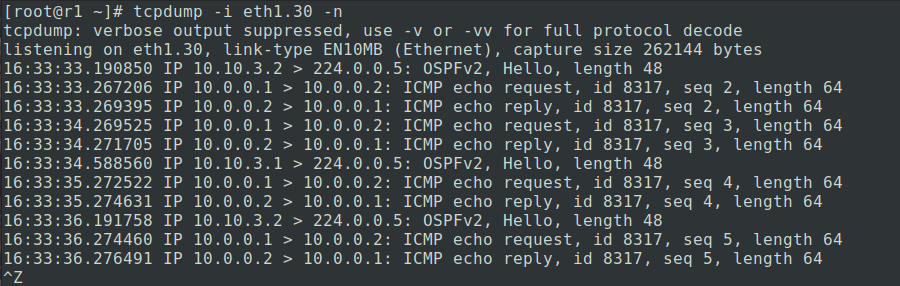 [root@r1 ~]# tcpdump -i eth1.30 -n
tcpdump: verbose output suppressed, use -v or -vv for full protocol decode
listening on eth1.30, link-type EN10MB (Ethernet), capture size 262144 bytes
16:33:33.190850 IP 10.10.3.2 > 224.0.0.5: OSPFv2, Hello, length 48
16:33:33.267206 IP 10.0.0.1 > 10.0.0.2: ICMP echo request, id 8317, seq 2, length 64
16:33:33.269395 IP 10.0.0.2 > 10.0.0.1: ICMP echo reply, id 8317, seq 2, length 64
16:33:34.269525 IP 10.0.0.1 > 10.0.0.2: ICMP echo request, id 8317, seq 3, length 64
16:33:34.271705 IP 10.0.0.2 > 10.0.0.1: ICMP echo reply, id 8317, seq 3, length 64
16:33:34.588560 IP 10.10.3.1 > 224.0.0.5: OSPFv2, Hello, length 48
16:33:35.272522 IP 10.0.0.1 > 10.0.0.2: ICMP echo request, id 8317, seq 4, length 64
16:33:35.274631 IP 10.0.0.2 > 10.0.0.1: ICMP echo reply, id 8317, seq 4, length 64
16:33:36.191758 IP 10.10.3.2 > 224.0.0.5: OSPFv2, Hello, length 48
16:33:36.274460 IP 10.0.0.1 > 10.0.0.2: ICMP echo request, id 8317, seq 5, length 64
16:33:36.276491 IP 10.0.0.2 > 10.0.0.1: ICMP echo reply, id 8317, seq 5, length 64
^Z